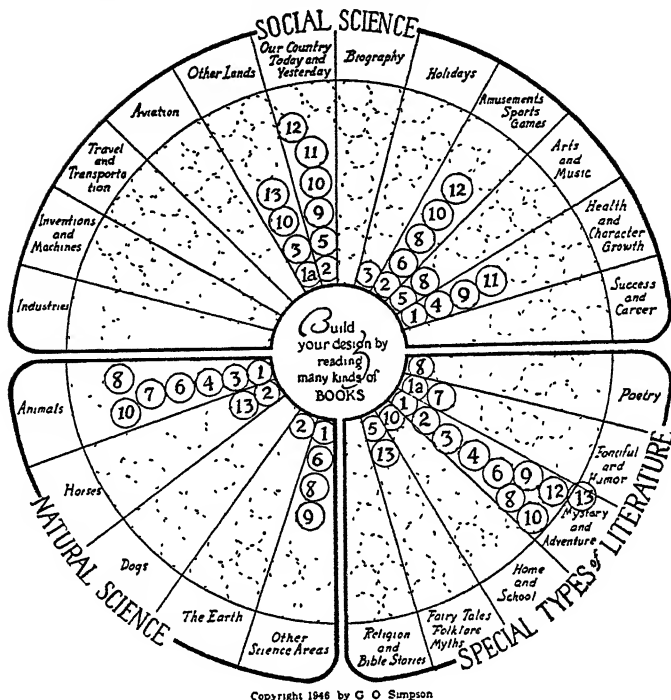 SOCIAL SCIENCE
Our Country
Today and
Yesterday
Biography
Other Lands
Holidays
Aviation
Amusements
Sports
Games
Travel
and
Transporta
tion
Arts
and
Music
Inventions
and
Machines
Health
and
Character
Growth
Industries
Success
and
Career
12
11
13
10
12
10
9
10
8
3
5
6
8
11
1a
2
3
2
5
9
4
1
Build
your design by
reading
many kinds of
BOOKS
8
7
6
4
3
1
10
13
2
2
1
6
8
9
8
1a
7
5
10
1
2
13
3
4
6
9
8
12
13
10
Animals
Horses
Dogs
The Earth
Other
Science Areas
NATURAL SCIENCE
Poetry
Fanciful
and
Humor
Mystery
and
Adventure
Home
and
School
Fairy Tales
Folklore
Myths
Religion
and
Bible Stories
SPECIAL TYPES of LITERATURE
Copyright 1946 by G O Simpson